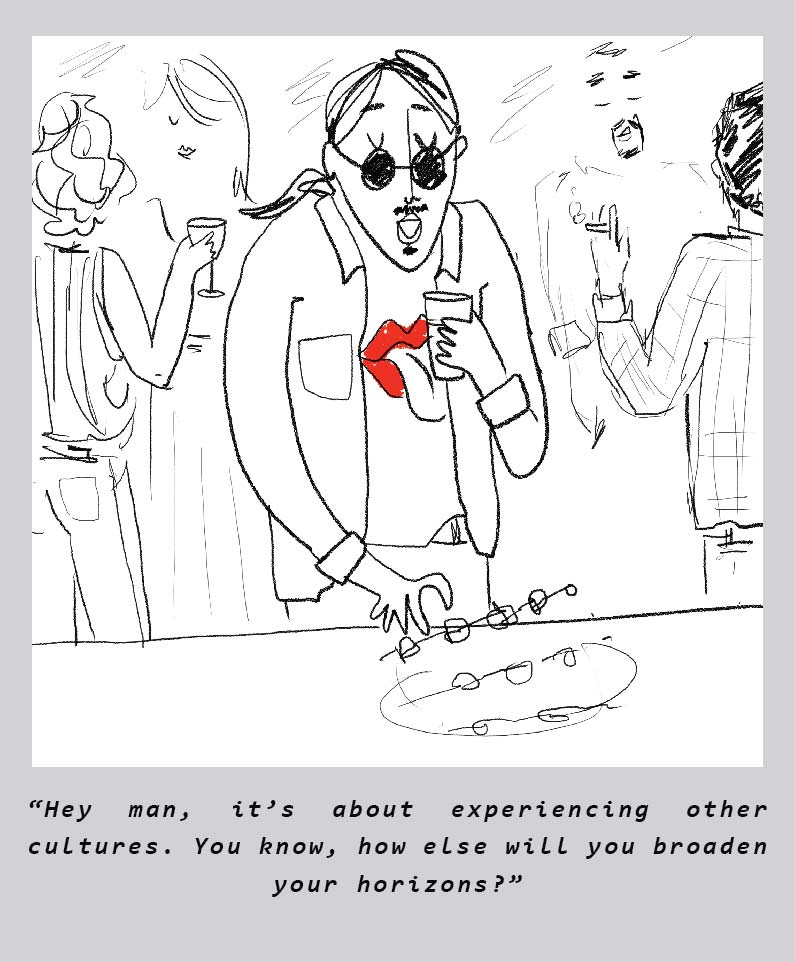 “Hey man, it’s about experiencing other
cultures. You know, how else will you broaden
your horizons?”